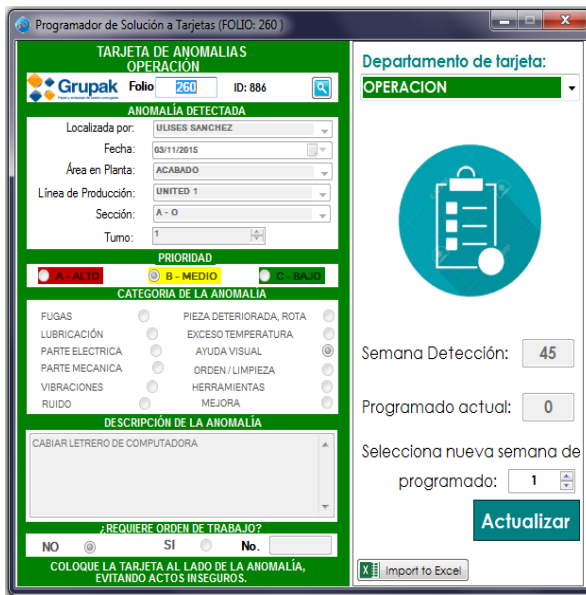 Programador de Solución a Tarjetas (FOLIO: 260 )
TARJETA DE ANOMALIAS
OPERACIÓN
Grupak Folio 260 ID: 886
ANOMALÍA DETECTADA
Localizada por: ULISES SANCHEZ
Fecha: 03/11/2015
Área en Planta: ACABADO
Línea de Producción: UNITED 1
Sección: A - O
Turno: 1
PRIORIDAD
A - ALTO B - MEDIO C - BAJO
CATEGORIA DE LA ANOMALÍA
FUGAS PIEZA DETERIORADA, ROTA
LUBRICACIÓN EXCESO TEMPERATURA
PARTE ELECTRICA AYUDA VISUAL
PARTE MECANICA ORDEN / LIMPIEZA
VIBRACIONES HERRAMIENTAS
RUIDO MEJORA
DESCRIPCIÓN DE LA ANOMALÍA
CABIAR LETRERO DE COMPUTADORA
¿REQUIERE ORDEN DE TRABAJO?
NO SI No.
COLOQUE LA TARJETA AL LADO DE LA ANOMALÍA,
EVITANDO ACTOS INSEGUROS.
Departamento de tarjeta:
OPERACION
Semana Detección: 45
Programado actual: 0
Selecciona nueva semana de
programado: 1
Actualizar
Import to Excel